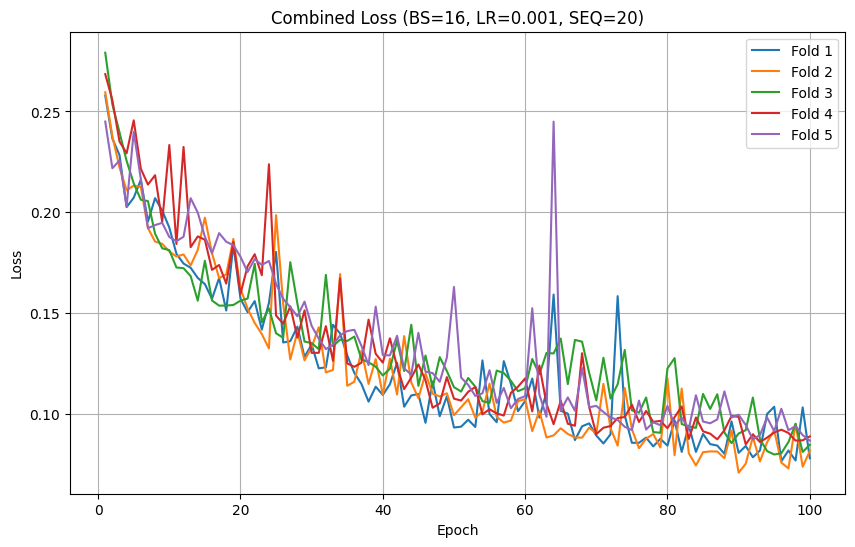 Combined Loss (BS=16, LR=0.001, SEQ=20)
Fold 1
Fold 2
Fold 3
Fold 4
Fold 5
Loss
0.25
0.20
0.15
0.10
0
20
40
60
80
100
Epoch